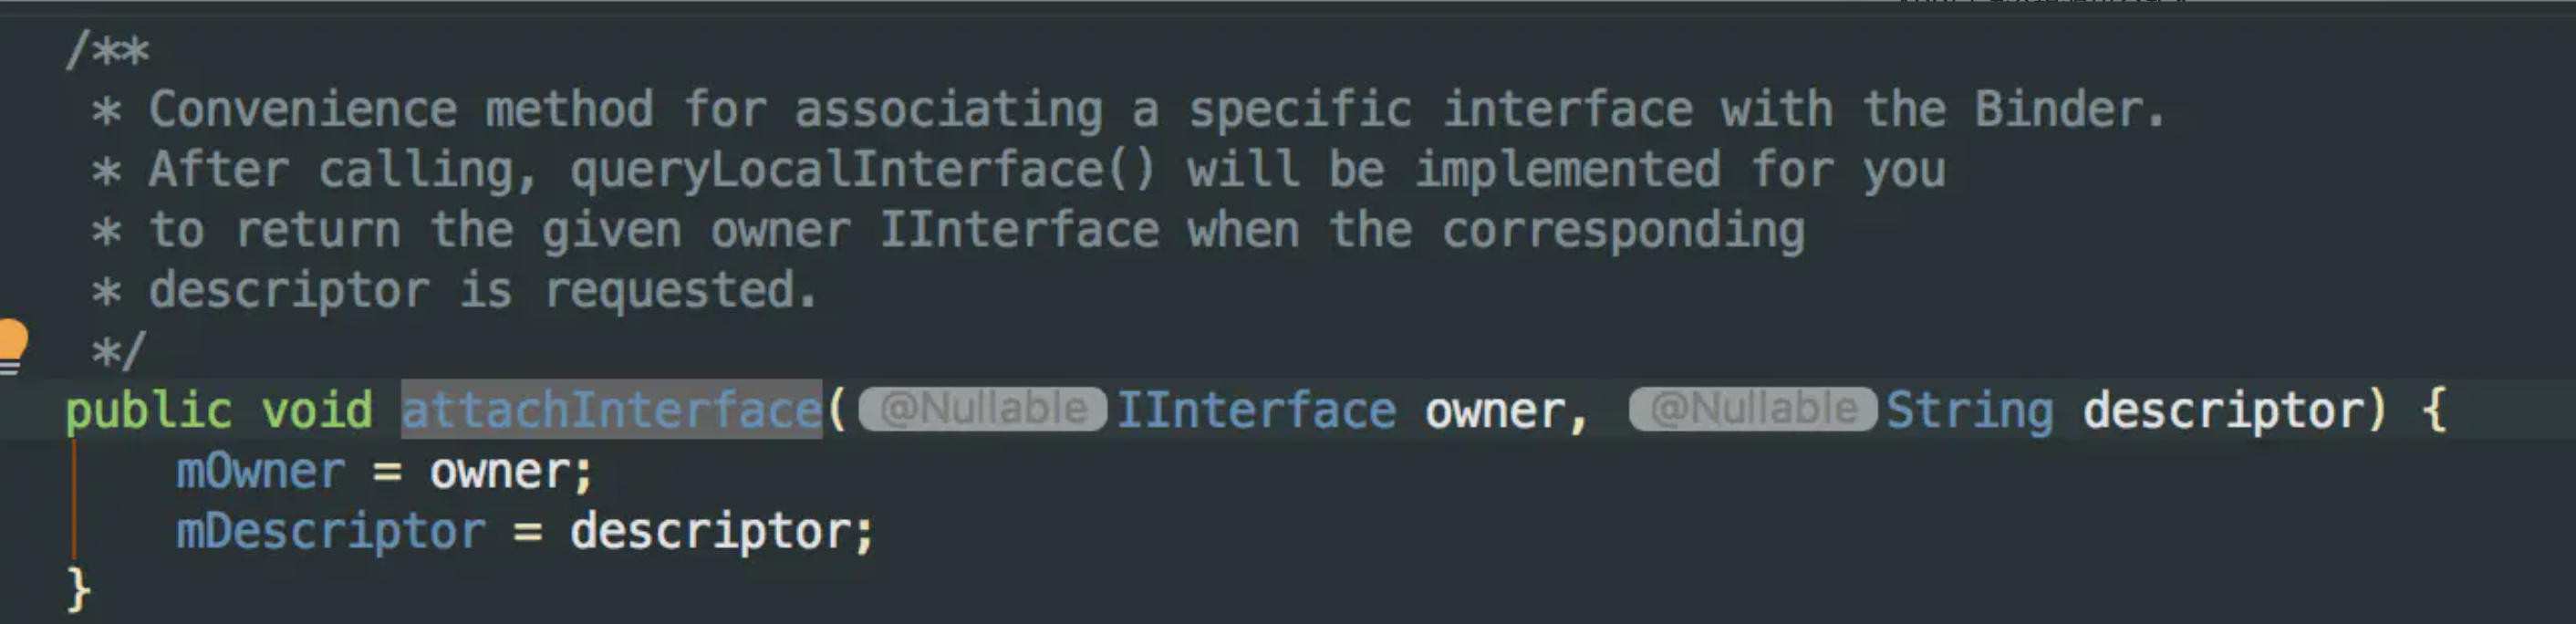 /**
 * Convenience method for associating a specific interface with the Binder.
 * After calling, queryLocalInterface() will be implemented for you
 * to return the given owner IInterface when the corresponding
 * descriptor is requested.
 */
public void attachInterface(@Nullable IInterface owner, @Nullable String descriptor) {
    mOwner = owner;
    mDescriptor = descriptor;
}